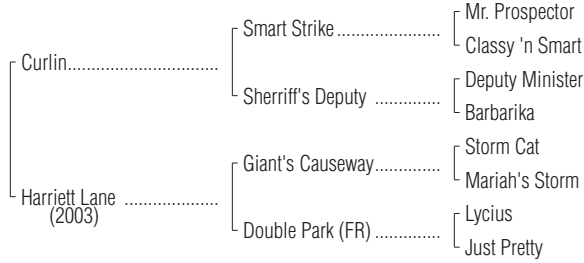 Mr. Prospector
Smart Strike ..................
Classy 'n Smart
Curlin..........................
Deputy Minister
Sherriff's Deputy ...........
Barbarika
Storm Cat
Giant's Causeway...........
Mariah's Storm
Harriett Lane ................
(2003)
Lycius
Double Park (FR) ...........
Just Pretty